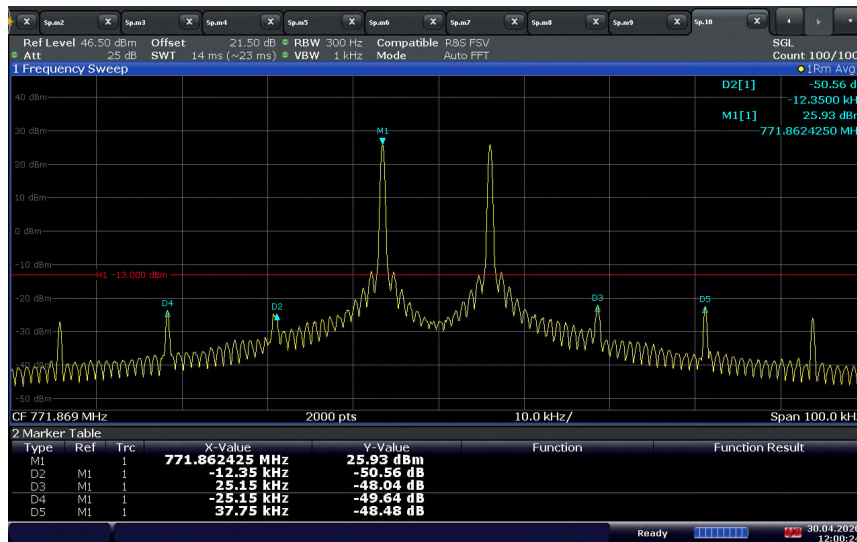 Sp.m2 X Sp.m3 X Sp.m4 X Sp.m5 X Sp.m6 X Sp.m7 X Sp.m8 X Sp.m9 X Sp.10 X
Ref Level 46.50 dBm Offset 21.50 dB RBW 300 Hz Compatible R&S FSV SGL
Att 25 dB SWT 14 ms (~23 ms) VBW 1 kHz Mode Auto FFT Count 100/100
1 Frequency Sweep 1Rm Avg
D2[1] -50.56 d
-12.3500 kH
M1[1] 25.93 dBr
771.8624250 MH
40 dBm
M1
30 dBm
20 dBm
10 dBm
0 dBm
-10 dBm
H1 -13.000 dBm
-20 dBm
D4 D2 D3 D5
-30 dBm
-50 dBm
CF 771.869 MHz 2000 pts 10.0 kHz/ Span 100.0 kH
2 Marker Table
Type Ref Trc X-Value Y-Value Function Function Result
M1 1 771.862425 MHz 25.93 dBm
D2 M1 1 -12.35 kHz -50.56 dB
D3 M1 1 25.15 kHz -48.04 dB
D4 M1 1 -25.15 kHz -49.64 dB
D5 M1 1 37.75 kHz -48.48 dB
Ready 30.04.202
12:00:2